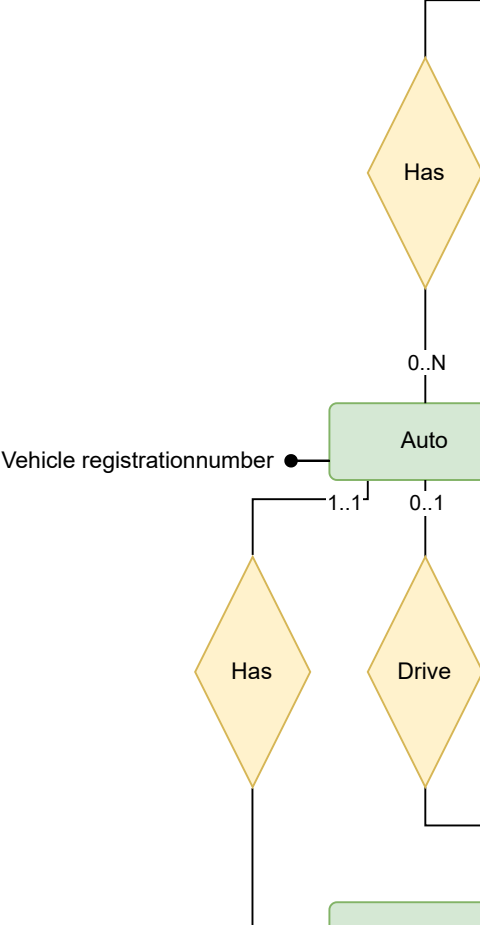 Has
0..N
Auto
Vehicle registrationnumber
1..1
0..1
Has
Drive